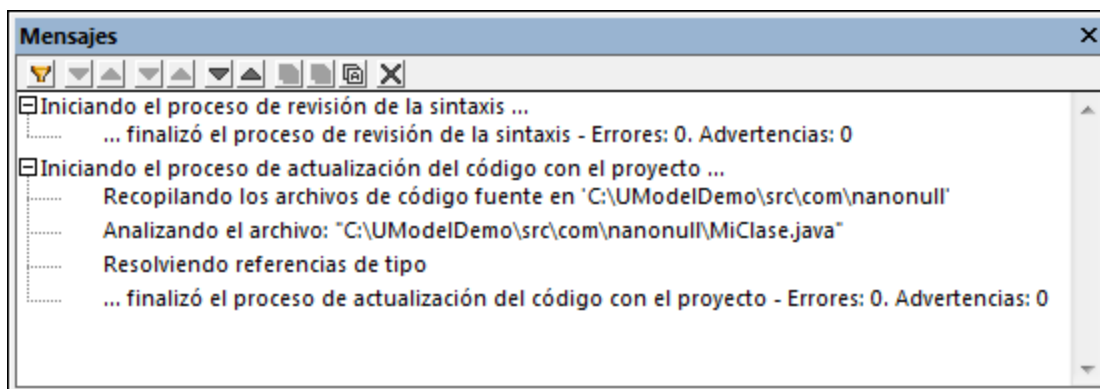 Mensajes
Iniciando el proceso de revisión de la sintaxis ...
... finalizó el proceso de revisión de la sintaxis - Errores: 0. Advertencias: 0
Iniciando el proceso de actualización del código con el proyecto ...
Recopilando los archivos de código fuente en 'C:\UModelDemo\src\com\nanonull'
Analizando el archivo: "C:\UModelDemo\src\com\nanonull\MiClase.java"
Resolviendo referencias de tipo
... finalizó el proceso de actualización del código con el proyecto - Errores: 0. Advertencias: 0